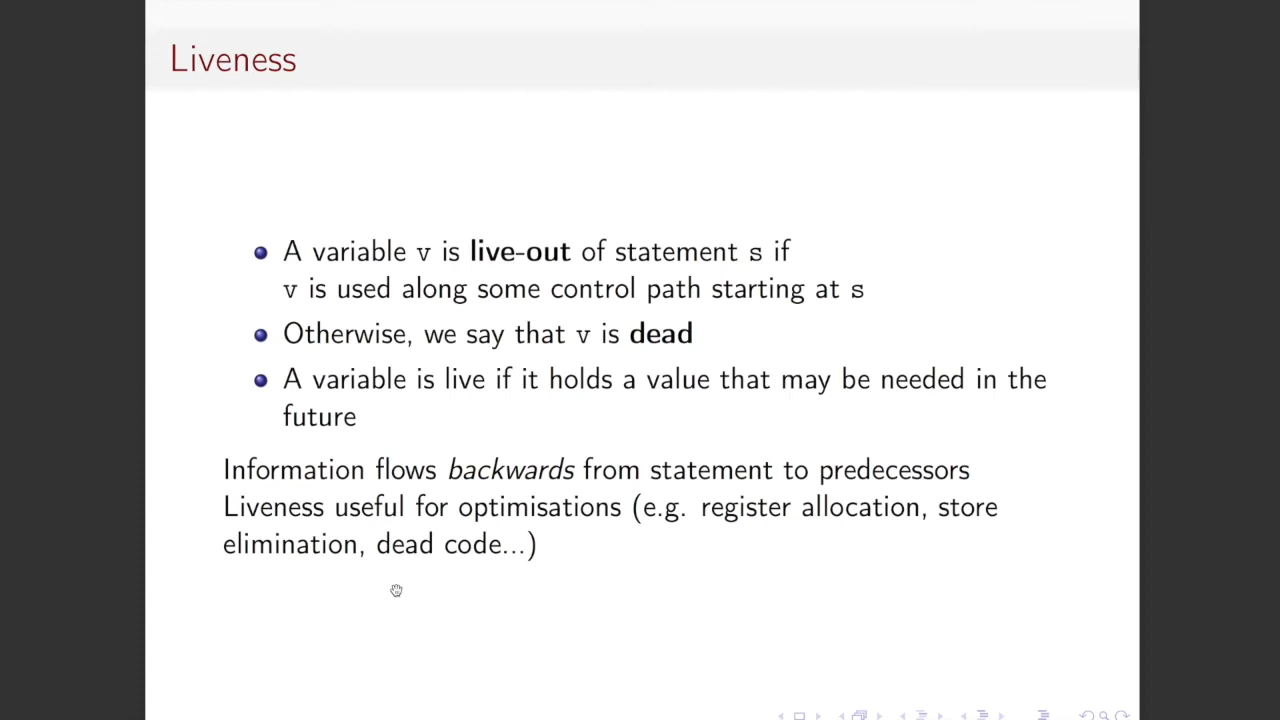 Liveness
A variable v is live-out of statement s if
v is used along some control path starting at s
Otherwise, we say that v is dead
A variable is live if it holds a value that may be needed in the
future
Information flows backwards from statement to predecessors
Liveness useful for optimisations (e.g. register allocation, store
elimination, dead code...)